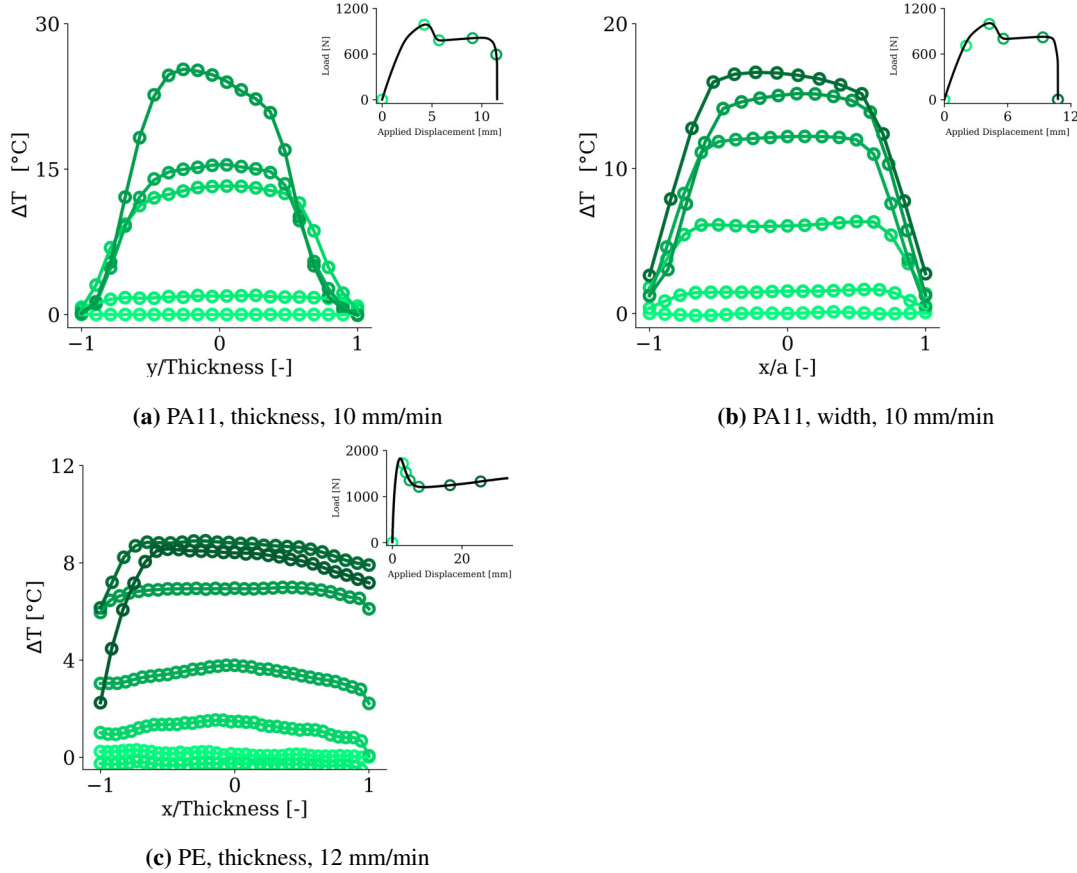 30
15
0
ΔT [°C]
−1 0 1
y/Thickness [-]
1200
600
0
Load [N]
0 5 10
Applied Displacement [mm]
(a) PA11, thickness, 10 mm/min
20
10
0
ΔT [°C]
−1 0 1
x/a [-]
1200
600
0
Load [N]
0 6 12
Applied Displacement [mm]
(b) PA11, width, 10 mm/min
12
8
4
0
ΔT [°C]
−1 0 1
x/Thickness [-]
2000
1000
0
Load [N]
0 20
Applied Displacement [mm]
(c) PE, thickness, 12 mm/min